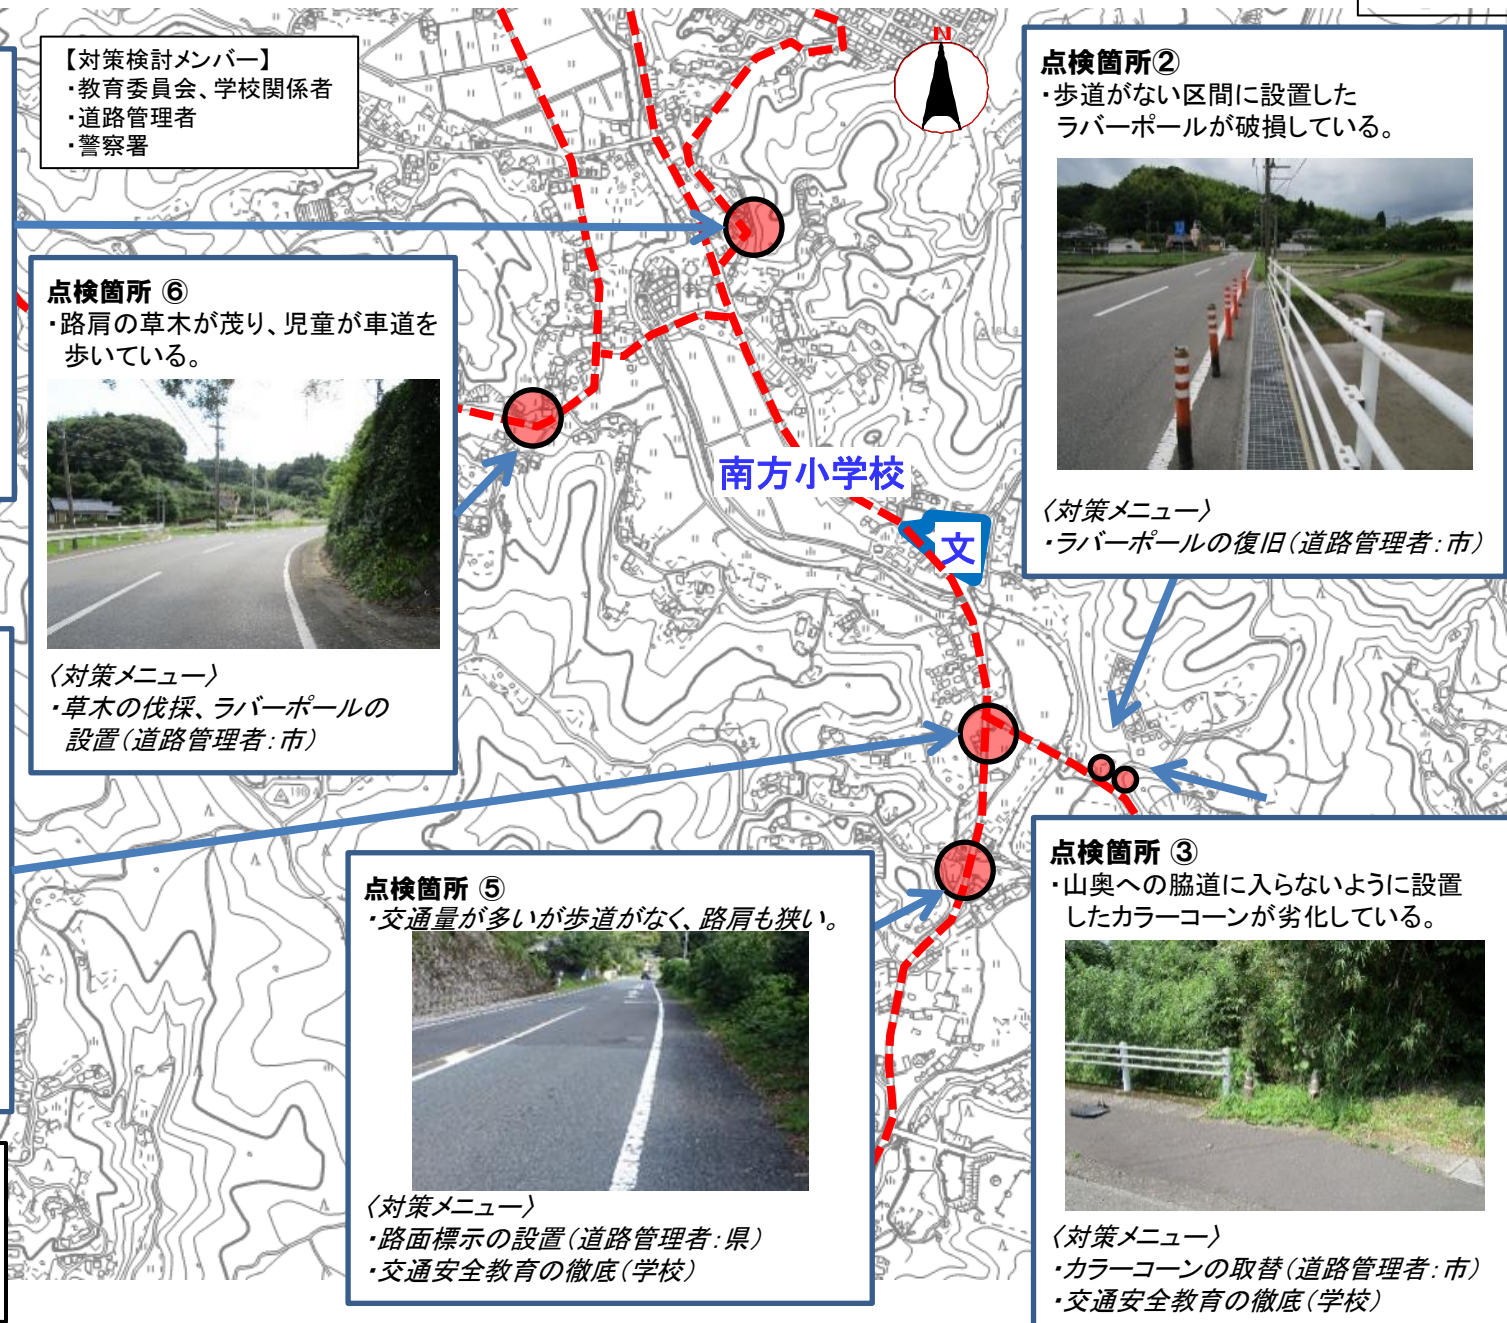 【対策検討メンバー】
・教育委員会、学校関係者
・道路管理者
・警察署
N
点検箇所②
・歩道がない区間に設置した
ラバーポールが破損している。
〈対策メニュー〉
・ラバーポールの復旧(道路管理者:市)
点検箇所 ⑥
・路肩の草木が茂り、児童が車道を
歩いている。
〈対策メニュー〉
・草木の伐採、ラバーポールの
設置(道路管理者:市)
南方小学校
文
点検箇所 ⑤
・交通量が多いが歩道がなく、路肩も狭い。
〈対策メニュー〉
・路面標示の設置(道路管理者:県)
・交通安全教育の徹底(学校)
点検箇所 ③
・山奥への脇道に入らないように設置
したカラーコーンが劣化している。
〈対策メニュー〉
・カラーコーンの取替(道路管理者:市)
・交通安全教育の徹底(学校)